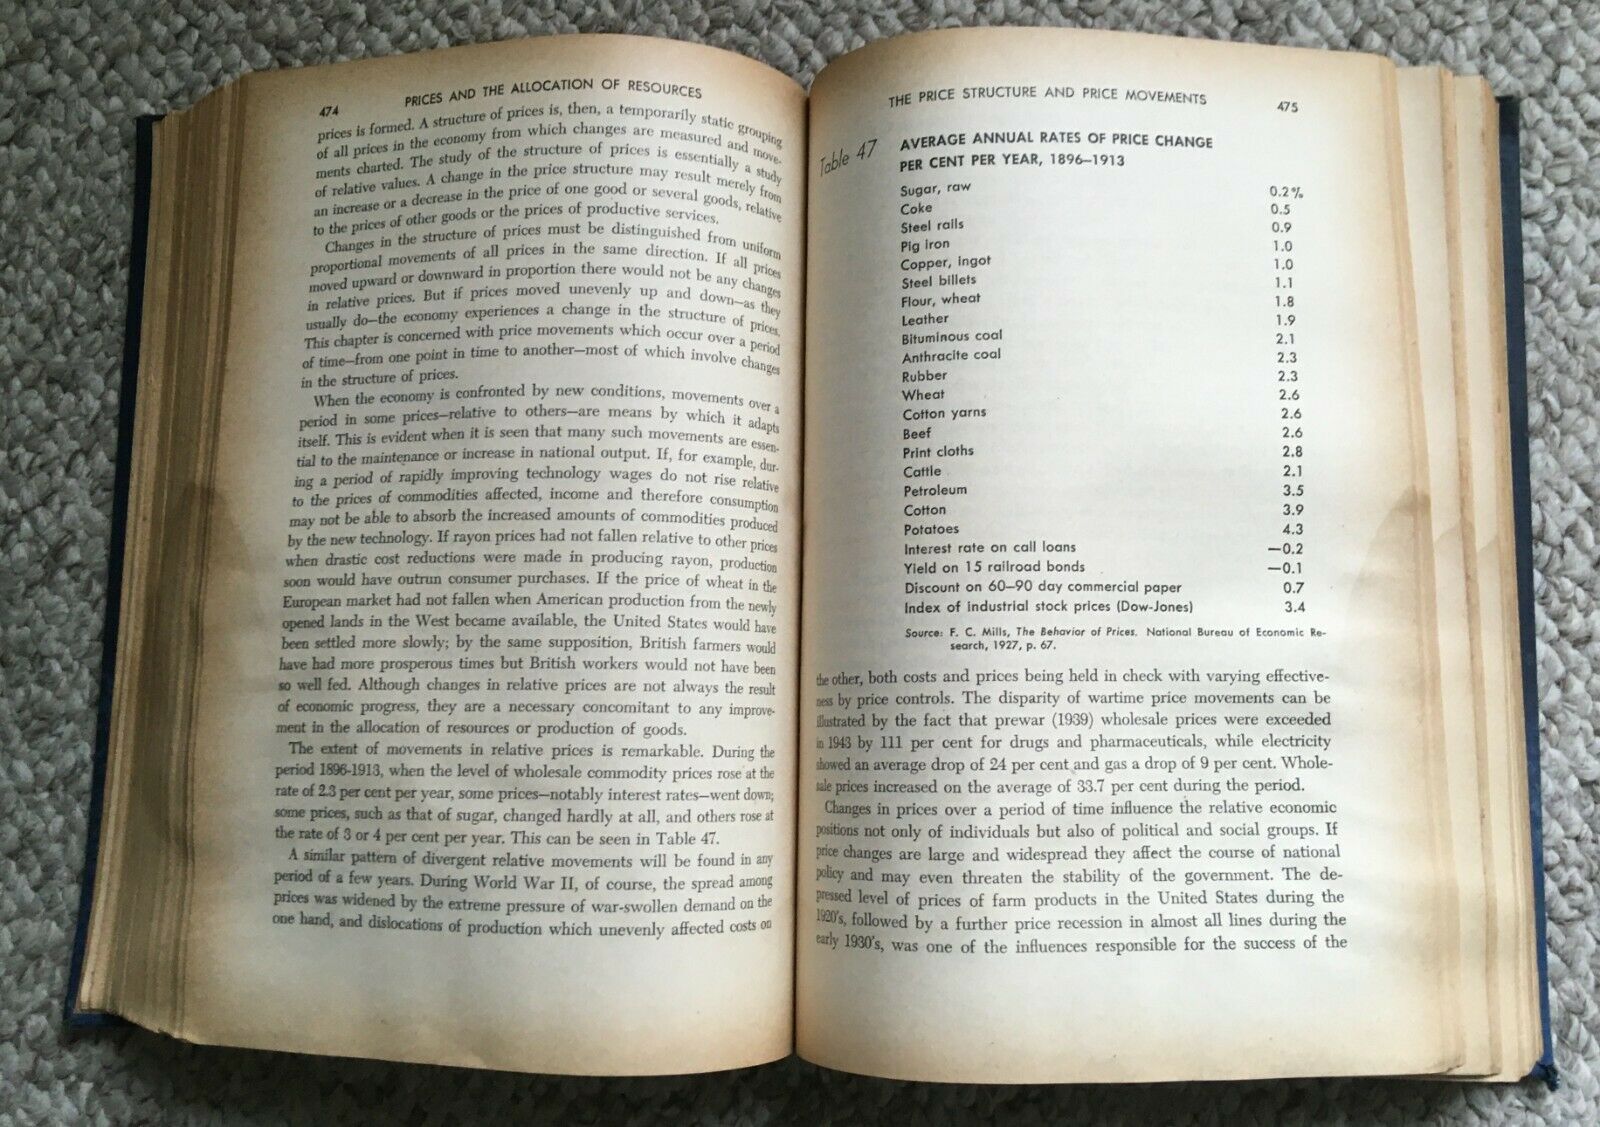 474
PRICES AND THE ALLOCATION OF RESOURCES
prices is formed. A structure of prices is, then, a temporarily static grouping
of all prices in the economy from which changes are measured and move-
ments charted. The study of the structure of prices is essentially a study
of relative values. A change in the price structure may result merely from
an increase or a decrease in the price of one good or several goods, relative
to the prices of other goods or the prices of productive services.
Changes in the structure of prices must be distinguished from uniform
proportional movements of all prices in the same direction. If all prices
moved upward or downward in proportion there would not be any changes
in relative prices. But if prices moved unevenly up and down—as they
usually do—the economy experiences a change in the structure of prices.
This chapter is concerned with price movements which occur over a period
of time—from one point in time to another—most of which involve changes
in the structure of prices.
When the economy is confronted by new conditions, movements over a
period in some prices—relative to others—are means by which it adapts
itself. This is evident when it is seen that many such movements are essen-
tial to the maintenance or increase in national output. If, for example, dur-
ing a period of rapidly improving technology wages do not rise relative
to the prices of commodities affected, income and therefore consumption
may not be able to absorb the increased amounts of commodities produced
by the new technology. If rayon prices had not fallen relative to other prices
when drastic cost reductions were made in producing rayon, production
soon would have outrun consumer purchases. If the price of wheat in the
European market had not fallen when American production from the newly
opened lands in the West became available, the United States would have
been settled more slowly; by the same supposition, British farmers would
have had more prosperous times but British workers would not have been
so well fed. Although changes in relative prices are not always the result
of economic progress, they are a necessary concomitant to any improve-
ment in the allocation of resources or production of goods.
The extent of movements in relative prices is remarkable. During the
period 1896-1913, when the level of wholesale commodity prices rose at the
rate of 2.3 per cent per year, some prices—notably interest rates—went down;
some prices, such as that of sugar, changed hardly at all, and others rose at
the rate of 3 or 4 per cent per year. This can be seen in Table 47.
A similar pattern of divergent relative movements will be found in any
period of a few years. During World War II, of course, the spread among
prices was widened by the extreme pressure of war-swollen demand on the
one hand, and dislocations of production which unevenly affected costs on
THE PRICE STRUCTURE AND PRICE MOVEMENTS
475
Table 47
AVERAGE ANNUAL RATES OF PRICE CHANGE
PER CENT PER YEAR, 1896–1913
Sugar, raw 0.2%
Coke 0.5
Steel rails 0.9
Pig iron 1.0
Copper, ingot 1.0
Steel billets 1.1
Flour, wheat 1.8
Leather 1.9
Bituminous coal 2.1
Anthracite coal 2.3
Rubber 2.3
Wheat 2.6
Cotton yarns 2.6
Beef 2.6
Print cloths 2.8
Cattle 2.1
Petroleum 3.5
Cotton 3.9
Potatoes 4.3
Interest rate on call loans —0.2
Yield on 15 railroad bonds —0.1
Discount on 60–90 day commercial paper 0.7
Index of industrial stock prices (Dow-Jones) 3.4
Source: F. C. Mills, The Behavior of Prices. National Bureau of Economic Re-
search, 1927, p. 67.
the other, both costs and prices being held in check with varying effective-
ness by price controls. The disparity of wartime price movements can be
illustrated by the fact that prewar (1939) wholesale prices were exceeded
in 1943 by 111 per cent for drugs and pharmaceuticals, while electricity
showed an average drop of 24 per cent and gas a drop of 9 per cent. Whole-
sale prices increased on the average of 33.7 per cent during the period.
Changes in prices over a period of time influence the relative economic
positions not only of individuals but also of political and social groups. If
price changes are large and widespread they affect the course of national
policy and may even threaten the stability of the government. The de-
pressed level of prices of farm products in the United States during the
1920's, followed by a further price recession in almost all lines during the
early 1930's, was one of the influences responsible for the success of the